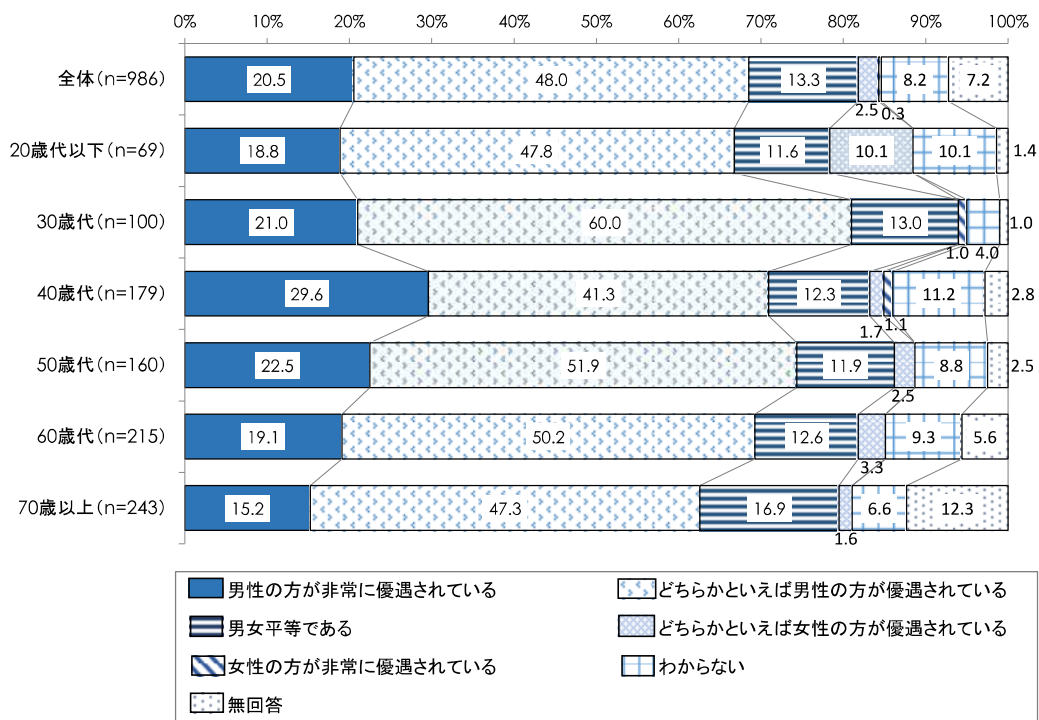 0% 10% 20% 30% 40% 50% 60% 70% 80% 90% 100%
全体(n=986) 20.5 48.0 13.3 2.5 0.3 8.2 7.2
20歳代以下(n=69) 18.8 47.8 11.6 10.1 10.1 1.4
30歳代(n=100) 21.0 60.0 13.0 1.0 4.0 1.0
40歳代(n=179) 29.6 41.3 12.3 1.7 1.1 11.2 2.8
50歳代(n=160) 22.5 51.9 11.9 2.5 8.8 2.5
60歳代(n=215) 19.1 50.2 12.6 3.3 9.3 5.6
70歳以上(n=243) 15.2 47.3 16.9 1.6 6.6 12.3
男性の方が非常に優遇されている どちらかといえば男性の方が優遇されている
男女平等である どちらかといえば女性の方が優遇されている
女性の方が非常に優遇されている わからない
無回答